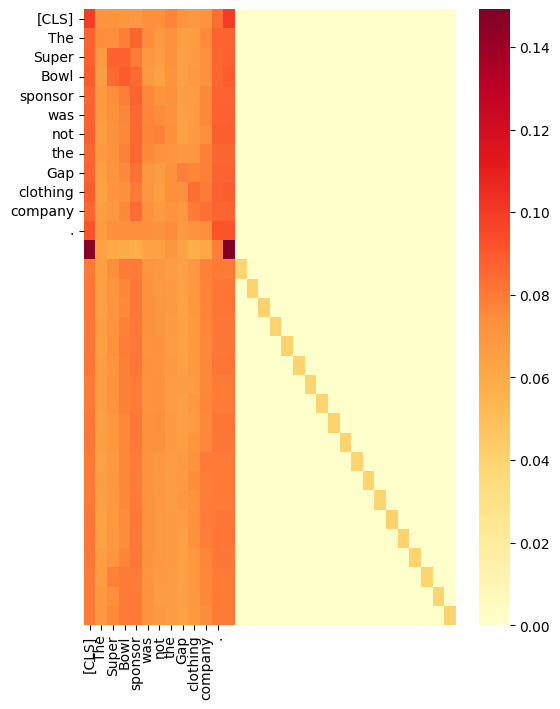 [CLS]
The
Super
Bowl
sponsor
was
not
the
Gap
clothing
company
.
0.14
0.12
0.10
0.08
0.06
0.04
0.02
0.00
[CLS]
The
Super
Bowl
sponsor
was
not
the
Gap
clothing
company
.